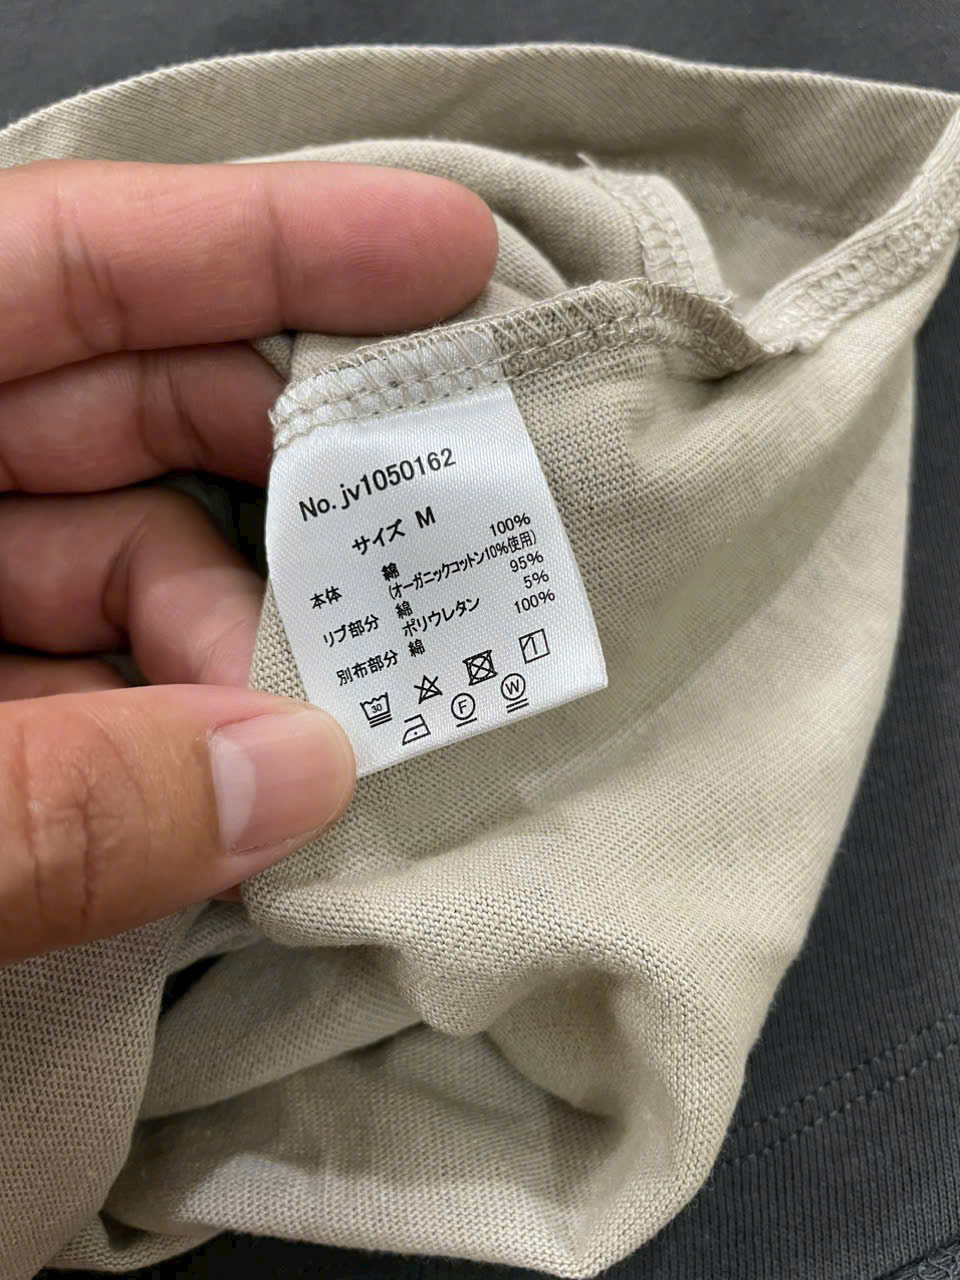 No. jv1050162
サイズ M
本体 綿 100%
(オーガニックコットン10%使用)
リブ部分 綿 95%
ポリウレタン 5%
別布部分 綿 100%
30
F W